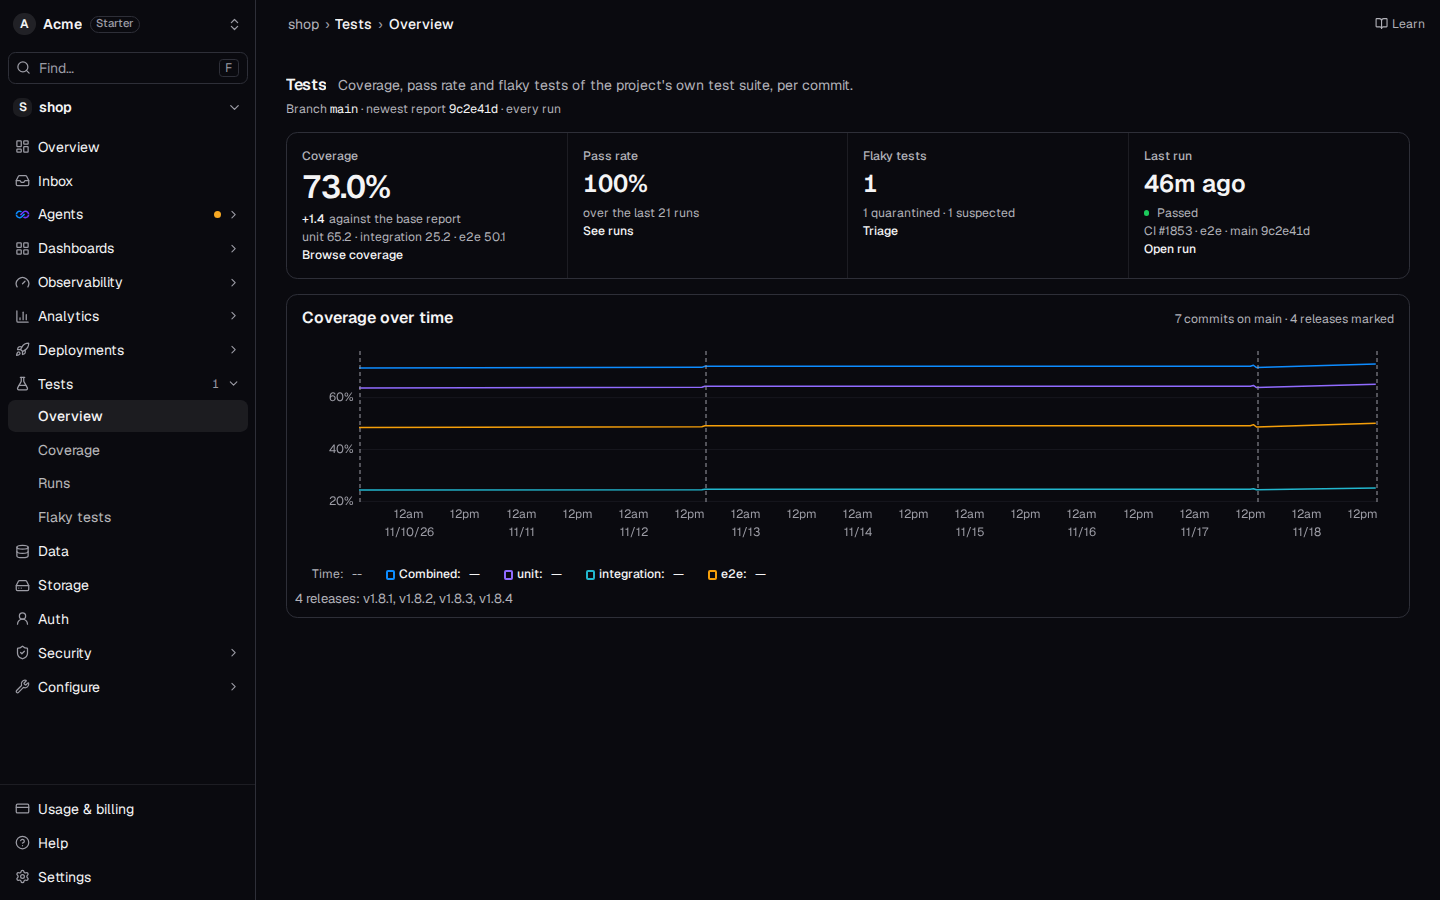 A Acme Starter
Find... F
S shop
Overview
Inbox
Agents
Dashboards
Observability
Analytics
Deployments
Tests 1
Overview
Coverage
Runs
Flaky tests
Data
Storage
Auth
Security
Configure
Usage & billing
Help
Settings
shop › Tests › Overview
Learn
Tests Coverage, pass rate and flaky tests of the project's own test suite, per commit.
Branch main · newest report 9c2e41d · every run
Coverage
73.0%
+1.4 against the base report
unit 65.2 · integration 25.2 · e2e 50.1
Browse coverage
Pass rate
100%
over the last 21 runs
See runs
Flaky tests
1
1 quarantined · 1 suspected
Triage
Last run
46m ago
Passed
CI #1853 · e2e · main 9c2e41d
Open run
Coverage over time
7 commits on main · 4 releases marked
60%
40%
20%
12am 12pm 12am 12pm 12am 12pm 12am 12pm 12am 12pm 12am 12pm 12am 12pm 12am 12pm 12am 12pm
11/10/26 11/11 11/12 11/13 11/14 11/15 11/16 11/17 11/18
Time: -- Combined: — unit: — integration: — e2e: —
4 releases: v1.8.1, v1.8.2, v1.8.3, v1.8.4